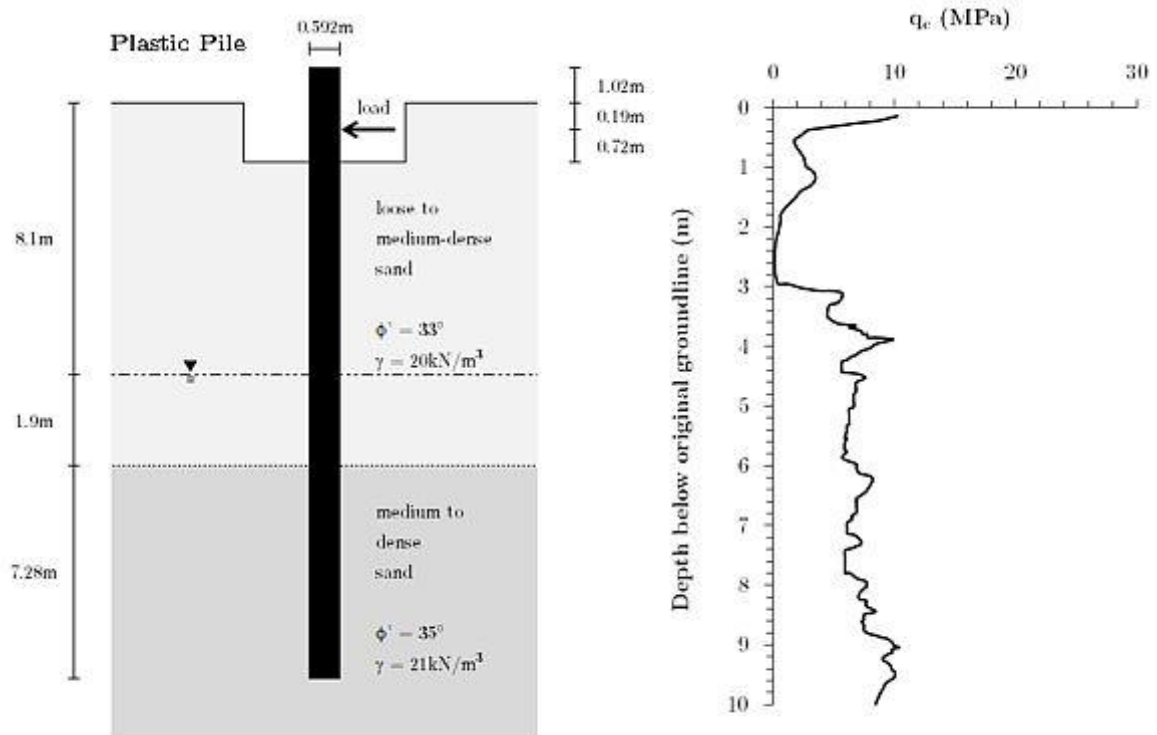 Plastic Pile
0.592m
load
1.02m
0.19m
0.72m
8.1m
1.9m
7.28m
loose to
medium-dense
sand
ϕ' = 33°
γ = 20kN/m³
medium to
dense
sand
ϕ' = 35°
γ = 21kN/m³
q_c (MPa)
0 10 20 30
Depth below original groundline (m)
0
1
2
3
4
5
6
7
8
9
10